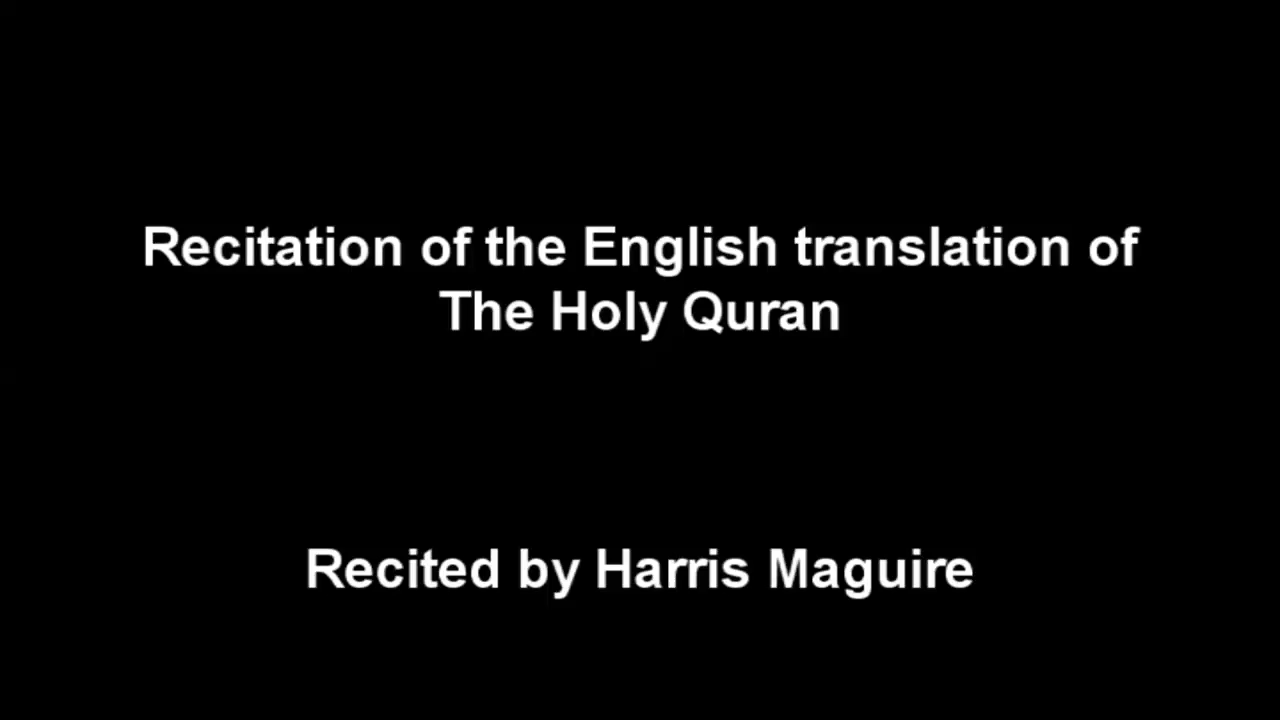 Recitation of the English translation of
The Holy Quran
Recited by Harris Maguire